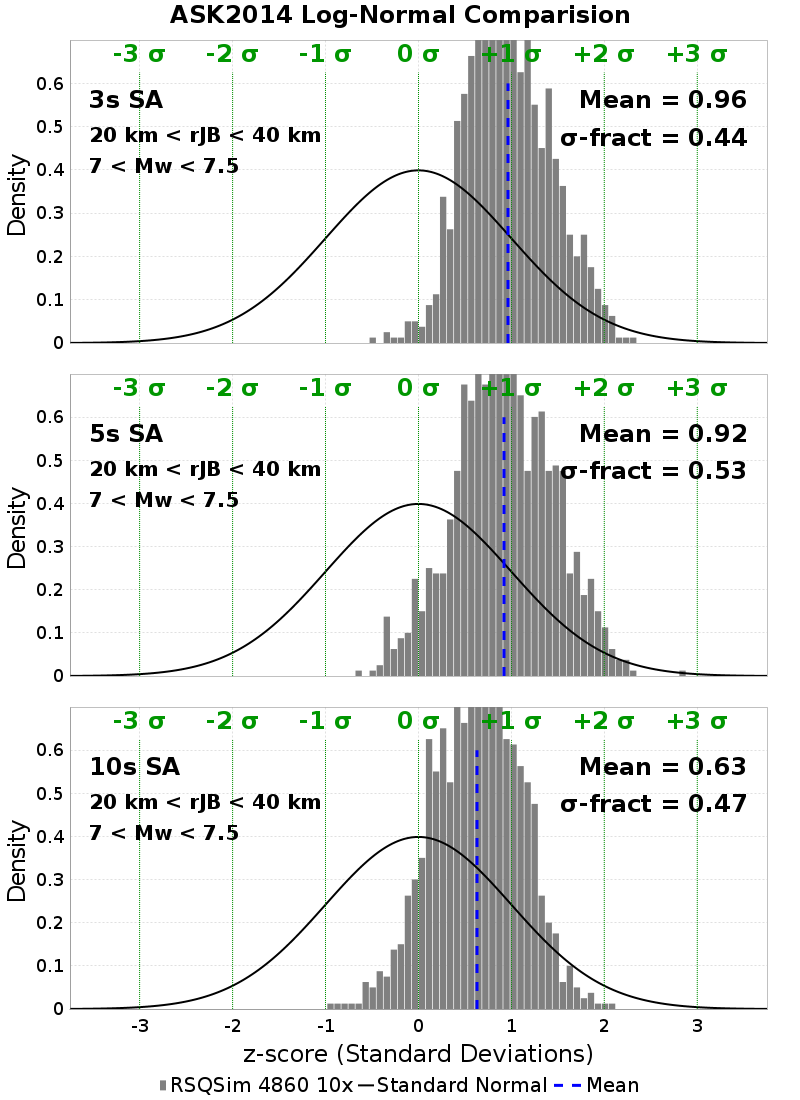 ASK2014 Log-Normal Comparision
-3 σ -2 σ -1 σ 0 σ +1 σ +2 σ +3 σ
3s SA
20 km < rJB < 40 km
7 < Mw < 7.5
Mean = 0.96
σ-fract = 0.44
Density
0.6
0.5
0.4
0.3
0.2
0.1
0
-3 σ -2 σ -1 σ 0 σ +1 σ +2 σ +3 σ
5s SA
20 km < rJB < 40 km
7 < Mw < 7.5
Mean = 0.92
σ-fract = 0.53
Density
0.6
0.5
0.4
0.3
0.2
0.1
0
-3 σ -2 σ -1 σ 0 σ +1 σ +2 σ +3 σ
10s SA
20 km < rJB < 40 km
7 < Mw < 7.5
Mean = 0.63
σ-fract = 0.47
Density
0.6
0.5
0.4
0.3
0.2
0.1
0
-3 -2 -1 0 1 2 3
z-score (Standard Deviations)
RSQSim 4860 10x Standard Normal Mean